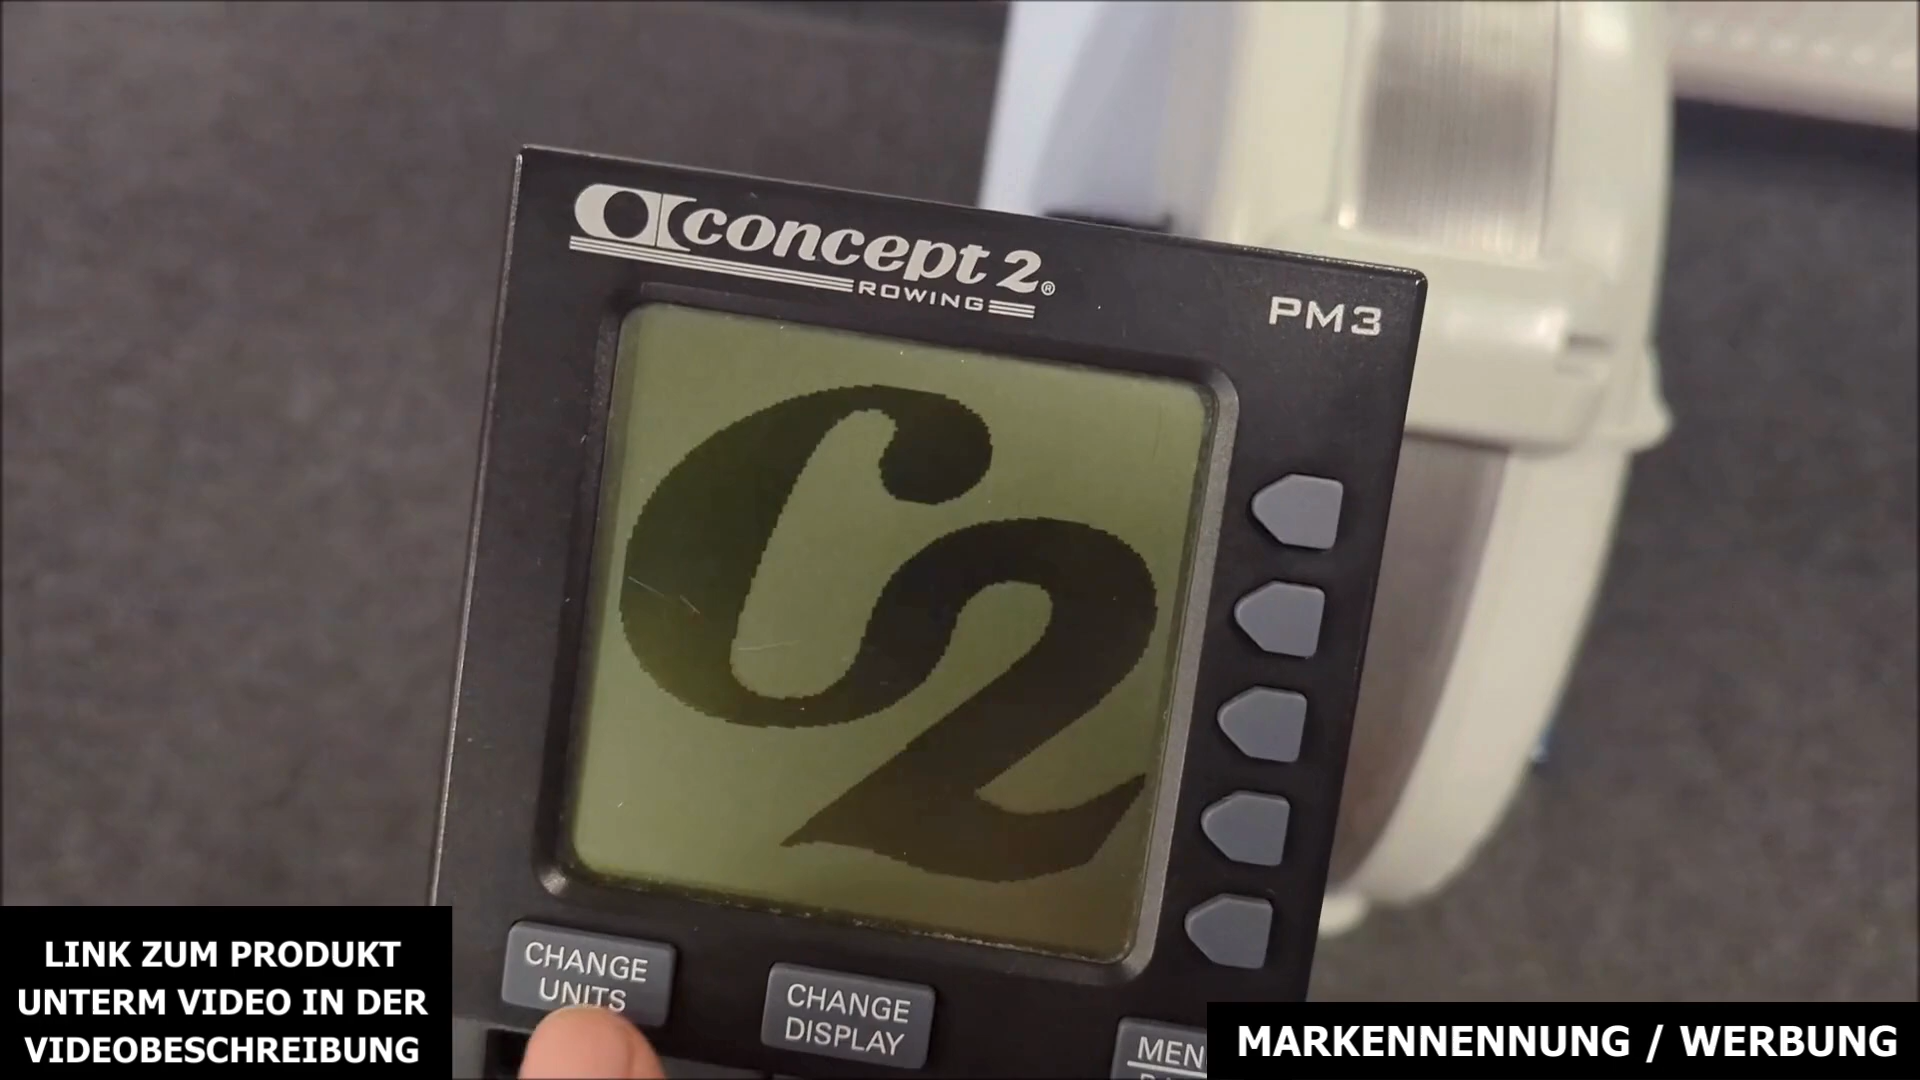 concept 2®
ROWING
PM3
C2
CHANGE
UNITS
CHANGE
DISPLAY
MEN
LINK ZUM PRODUKT
UNTERM VIDEO IN DER
VIDEOBESCHREIBUNG
MARKENNENNUNG / WERBUNG